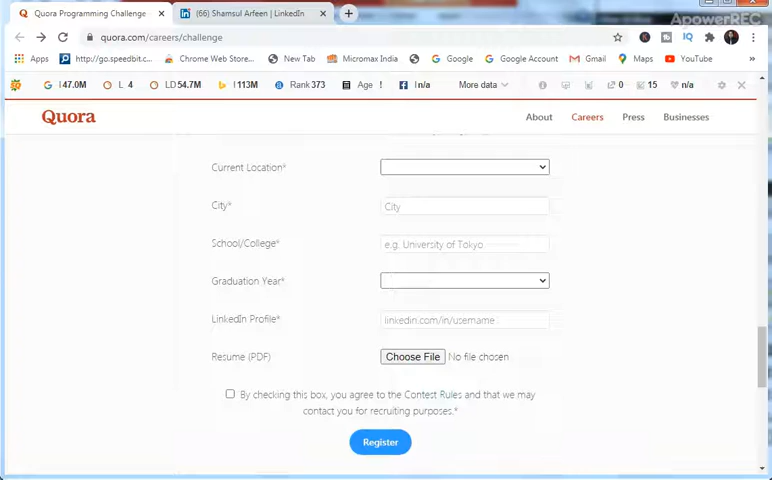 Quora Programming Challenge
(66) Shamsul Arfeen | LinkedIn
ApowerREC
quora.com/careers/challenge
Apps
http://go.speedbit.c...
Chrome Web Store...
New Tab
Micromax India
Google
Google Account
Gmail
Maps
YouTube
I 47.0M
L 4
LD 54.7M
I 113M
Rank 373
Age !
I n/a
More data
0
15
n/a
Quora
About
Careers
Press
Businesses
Current Location*
City*
City
School/College*
e.g. University of Tokyo
Graduation Year*
LinkedIn Profile*
linkedin.com/in/username
Resume (PDF)
Choose File No file chosen
By checking this box, you agree to the Contest Rules and that we may
contact you for recruiting purposes.*
Register